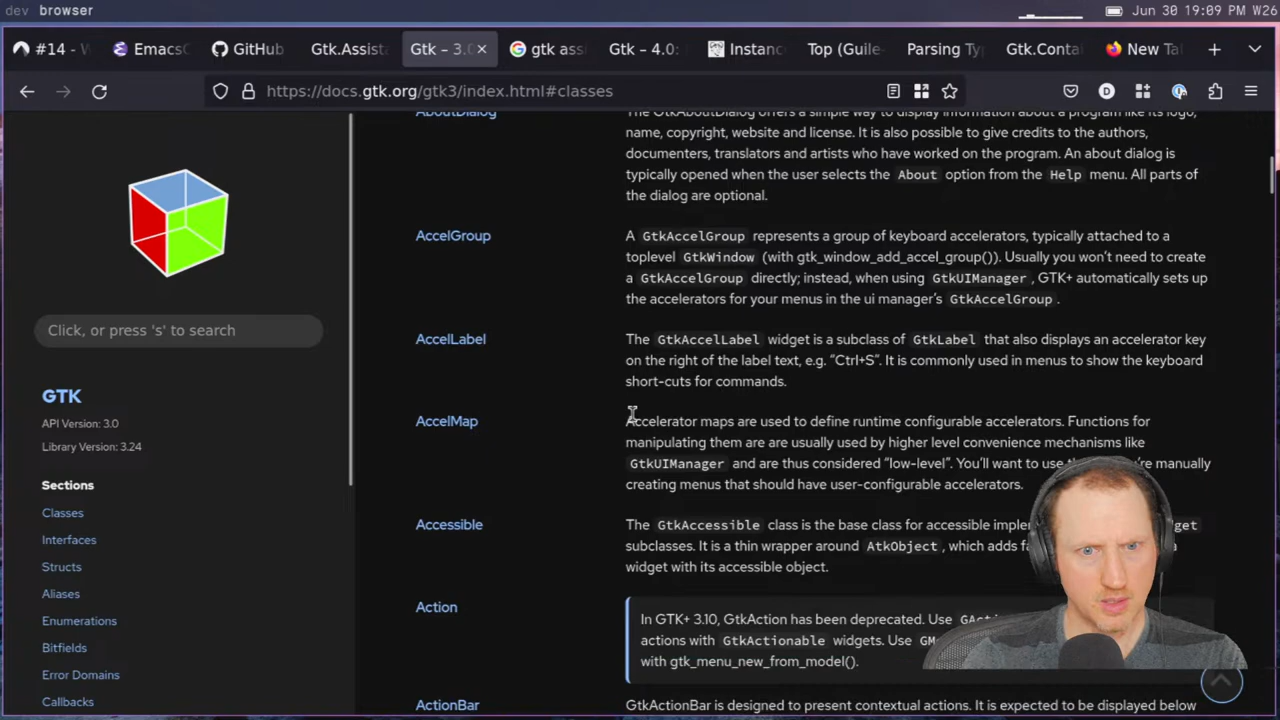 dev browser
Jun 30 19:09 PM W26
#14 - W
EmacsC
GitHub
Gtk.Assist
Gtk – 3.0
gtk assi
Gtk – 4.0:
Instanc
Top (Guile
Parsing Ty
Gtk.Conta
New Tab
https://docs.gtk.org/gtk3/index.html#classes
Click, or press 's' to search
GTK
API Version: 3.0
Library Version: 3.24
Sections
Classes
Interfaces
Structs
Aliases
Enumerations
Bitfields
Error Domains
Callbacks
AboutDialog
The GtkAboutDialog offers a simple way to display information about a program like its logo,
name, copyright, website and license. It is also possible to give credits to the authors,
documenters, translators and artists who have worked on the program. An about dialog is
typically opened when the user selects the About option from the Help menu. All parts of
the dialog are optional.
AccelGroup
A GtkAccelGroup represents a group of keyboard accelerators, typically attached to a
toplevel GtkWindow (with gtk_window_add_accel_group()). Usually you won’t need to create
a GtkAccelGroup directly; instead, when using GtkUIManager, GTK+ automatically sets up
the accelerators for your menus in the ui manager’s GtkAccelGroup.
AccelLabel
The GtkAccelLabel widget is a subclass of GtkLabel that also displays an accelerator key
on the right of the label text, e.g. “Ctrl+S”. It is commonly used in menus to show the keyboard
short-cuts for commands.
AccelMap
Accelerator maps are used to define runtime configurable accelerators. Functions for
manipulating them are are usually used by higher level convenience mechanisms like
GtkUIManager and are thus considered “low-level”. You’ll want to use
manually
creating menus that should have user-configurable accelerators.
Accessible
The GtkAccessible class is the base class for accessible
subclasses. It is a thin wrapper around AtkObject, which adds
a
widget with its accessible object.
Action
In GTK+ 3.10, GtkAction has been deprecated. Use
actions with GtkActionable widgets. Use
with gtk_menu_new_from_model().
ActionBar
GtkActionBar is designed to present contextual actions. It is expected to be displayed below